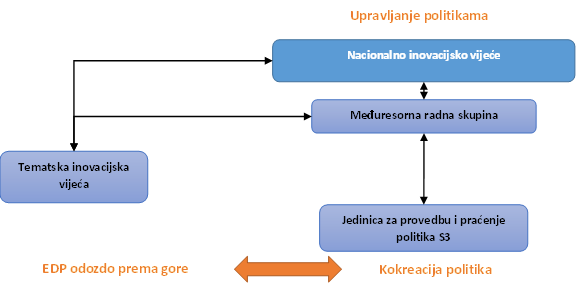 Upravljanje politikama
Nacionalno inovacijsko vijeće
Međuresorna radna skupina
Tematska inovacijska
vijeća
Jedinica za provedbu i praćenje
politika S3
EDP odozdo prema gore
Kokreacija politika